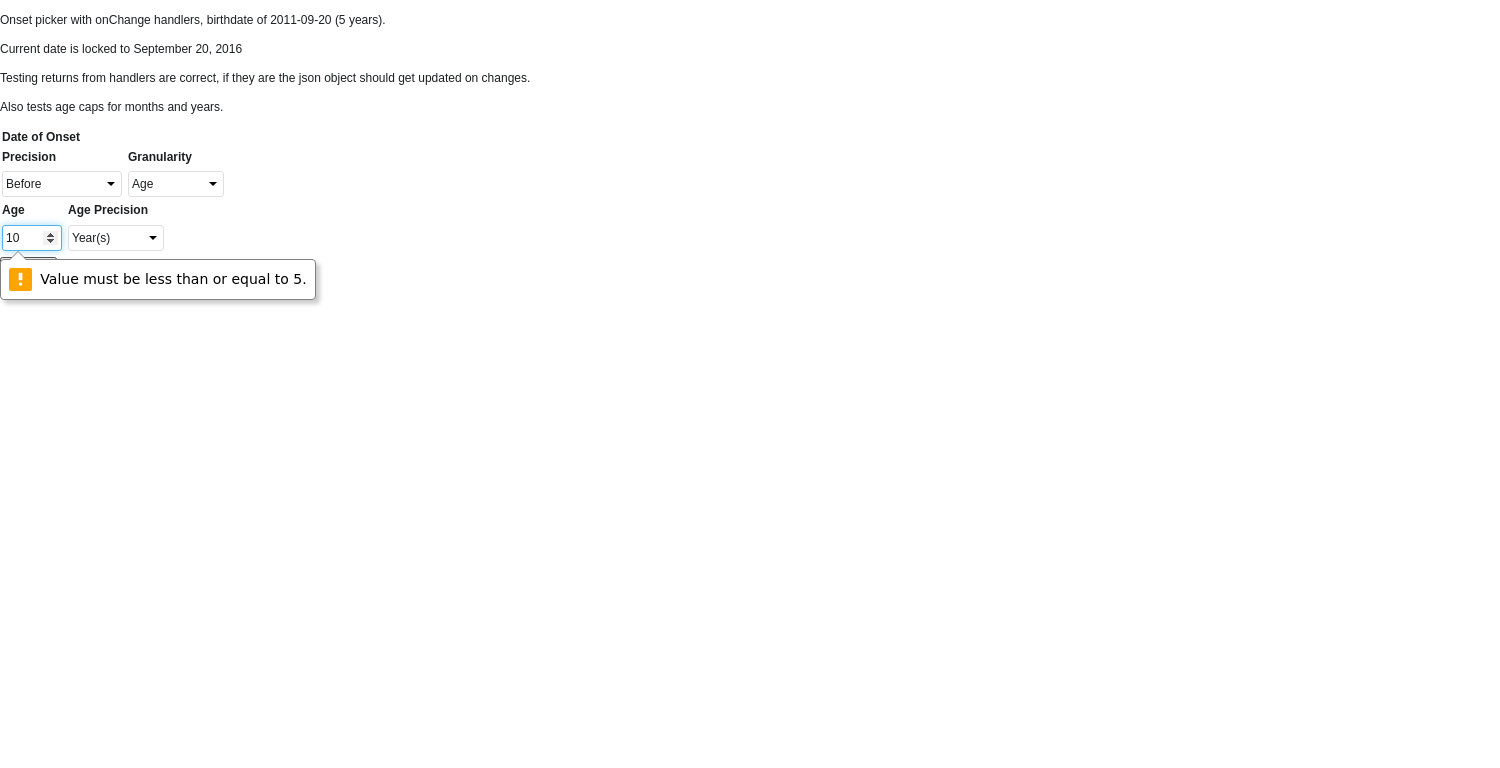 Onset picker with onChange handlers, birthdate of 2011-09-20 (5 years).
Current date is locked to September 20, 2016
Testing returns from handlers are correct, if they are the json object should get updated on changes.
Also tests age caps for months and years.
Date of Onset
Precision Granularity
Before Age
Age Age Precision
10 Year(s)
Value must be less than or equal to 5.